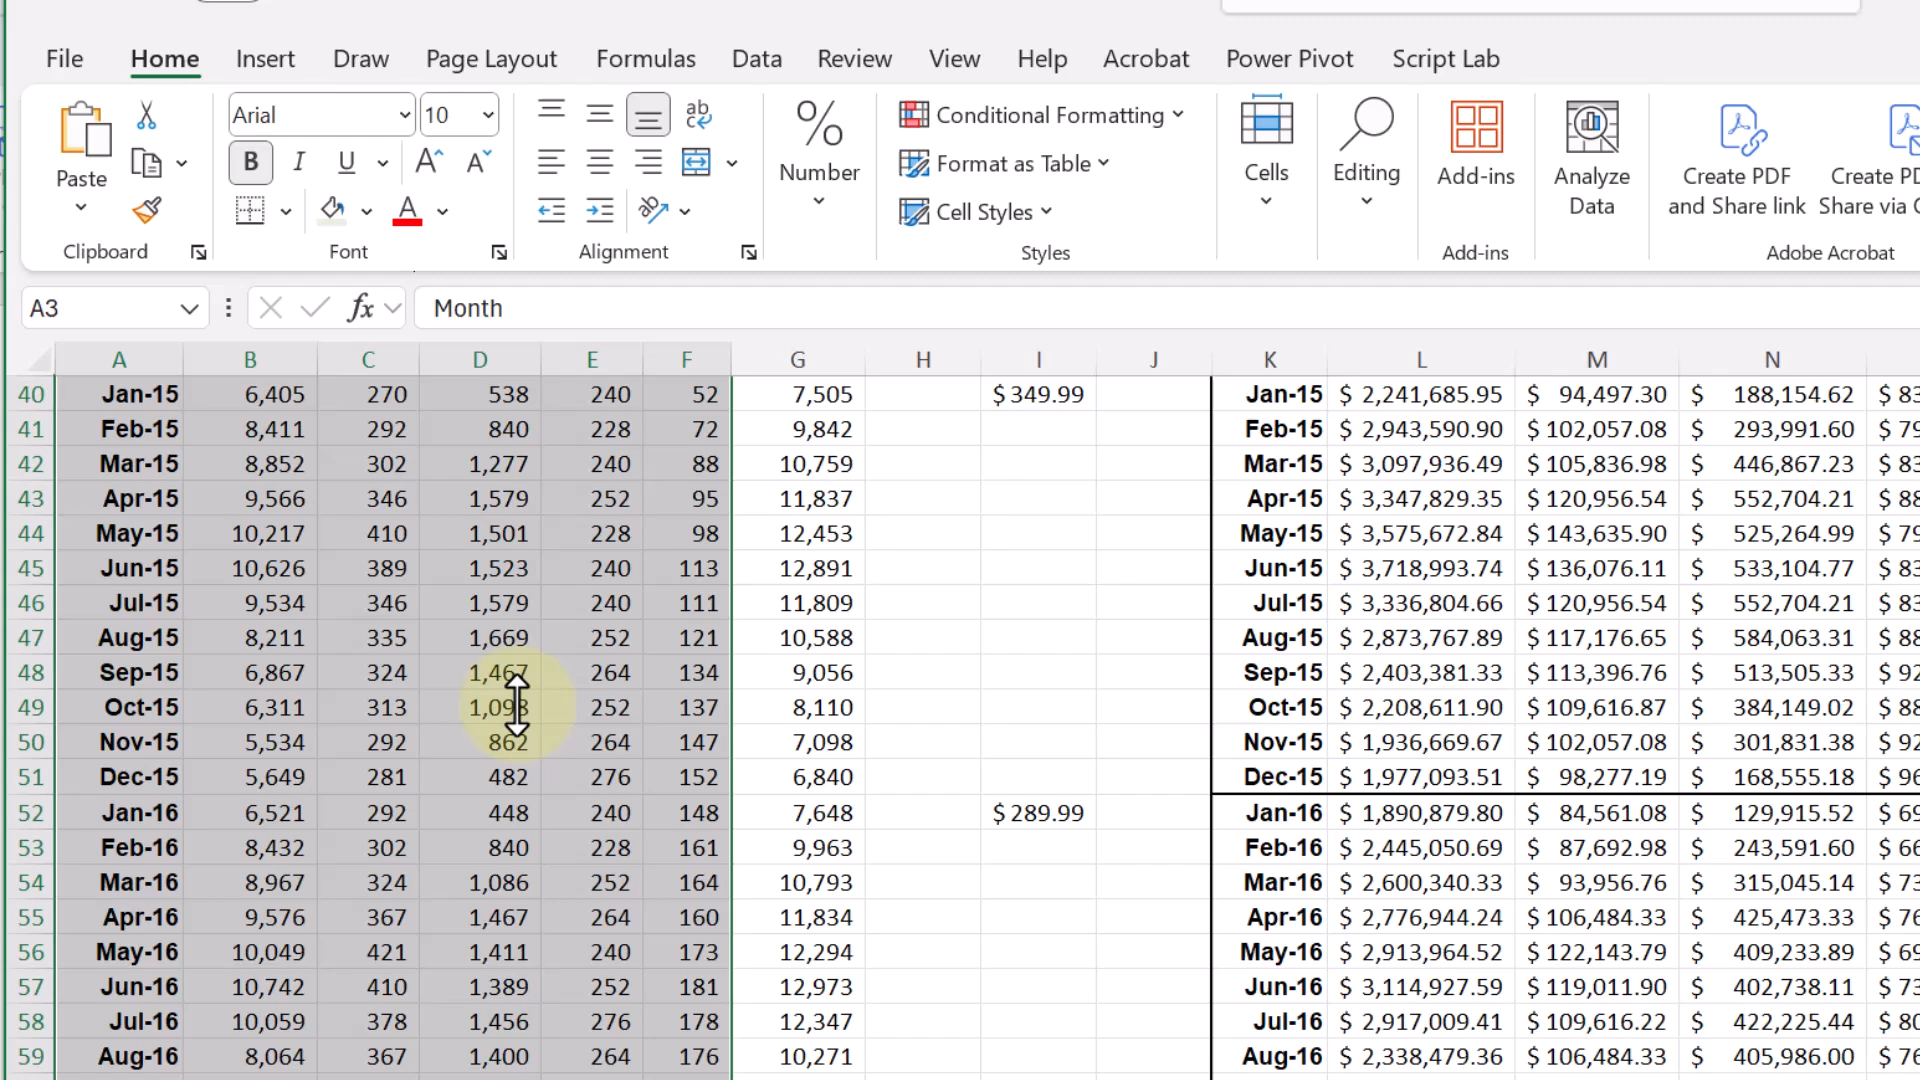 File Home Insert Draw Page Layout Formulas Data Review View Help Acrobat Power Pivot Script Lab
Arial 10
ab
Conditional Formatting
Format as Table
Cell Styles
B I U A A
A
Paste
Number
Cells
Editing
Add-ins
Analyze Data
Create PDF and Share link
Create Share via
Clipboard Font Alignment Styles Add-ins Adobe Acrobat
A3 fx Month
A B C D E F G H I J K L M N
40 Jan-15 6,405 270 538 240 52 7,505 $ 349.99 Jan-15 $ 2,241,685.95 $ 94,497.30 $ 188,154.62 $
41 Feb-15 8,411 292 840 228 72 9,842 Feb-15 $ 2,943,590.90 $ 102,057.08 $ 293,991.60 $
42 Mar-15 8,852 302 1,277 240 88 10,759 Mar-15 $ 3,097,936.49 $ 105,836.98 $ 446,867.23 $
43 Apr-15 9,566 346 1,579 252 95 11,837 Apr-15 $ 3,347,829.35 $ 120,956.54 $ 552,704.21 $
44 May-15 10,217 410 1,501 228 98 12,453 May-15 $ 3,575,672.84 $ 143,635.90 $ 525,264.99 $
45 Jun-15 10,626 389 1,523 240 113 12,891 Jun-15 $ 3,718,993.74 $ 136,076.11 $ 533,104.77 $
46 Jul-15 9,534 346 1,579 240 111 11,809 Jul-15 $ 3,336,804.66 $ 120,956.54 $ 552,704.21 $
47 Aug-15 8,211 335 1,669 252 121 10,588 Aug-15 $ 2,873,767.89 $ 117,176.65 $ 584,063.31 $
48 Sep-15 6,867 324 1,467 264 134 9,056 Sep-15 $ 2,403,381.33 $ 113,396.76 $ 513,505.33 $
49 Oct-15 6,311 313 1,098 252 137 8,110 Oct-15 $ 2,208,611.90 $ 109,616.87 $ 384,149.02 $
50 Nov-15 5,534 292 862 264 147 7,098 Nov-15 $ 1,936,669.67 $ 102,057.08 $ 301,831.38 $
51 Dec-15 5,649 281 482 276 152 6,840 Dec-15 $ 1,977,093.51 $ 98,277.19 $ 168,555.18 $
52 Jan-16 6,521 292 448 240 148 7,648 $ 289.99 Jan-16 $ 1,890,879.80 $ 84,561.08 $ 129,915.52 $
53 Feb-16 8,432 302 840 228 161 9,963 Feb-16 $ 2,445,050.69 $ 87,692.98 $ 243,591.60 $
54 Mar-16 8,967 324 1,086 252 164 10,793 Mar-16 $ 2,600,340.33 $ 93,956.76 $ 315,045.14 $
55 Apr-16 9,576 367 1,467 264 160 11,834 Apr-16 $ 2,776,944.24 $ 106,484.33 $ 425,473.33 $
56 May-16 10,049 421 1,411 240 173 12,294 May-16 $ 2,913,964.52 $ 122,143.79 $ 409,233.89 $
57 Jun-16 10,742 410 1,389 252 181 12,973 Jun-16 $ 3,114,927.59 $ 119,011.90 $ 402,738.11 $
58 Jul-16 10,059 378 1,456 276 178 12,347 Jul-16 $ 2,917,009.41 $ 109,616.22 $ 422,225.44 $
59 Aug-16 8,064 367 1,400 264 176 10,271 Aug-16 $ 2,338,479.36 $ 106,484.33 $ 405,986.00 $